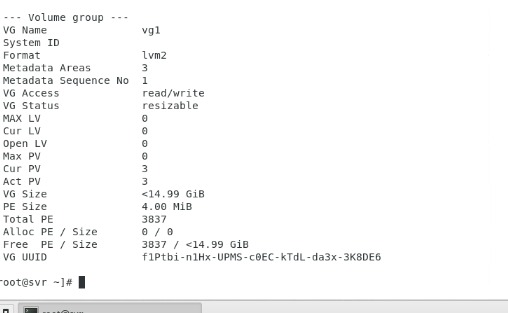 --- Volume group ---
VG Name               vg1
System ID
Format                lvm2
Metadata Areas        3
Metadata Sequence No  1
VG Access             read/write
VG Status             resizable
MAX LV                0
Cur LV                0
Open LV               0
Max PV                0
Cur PV                3
Act PV                3
VG Size               <14.99 GiB
PE Size               4.00 MiB
Total PE              3837
Alloc PE / Size       0 / 0
Free  PE / Size       3837 / <14.99 GiB
VG UUID               f1Ptbi-n1Hx-UPMS-c0EC-kTdL-da3x-3K8DE6
root@svr ~]#